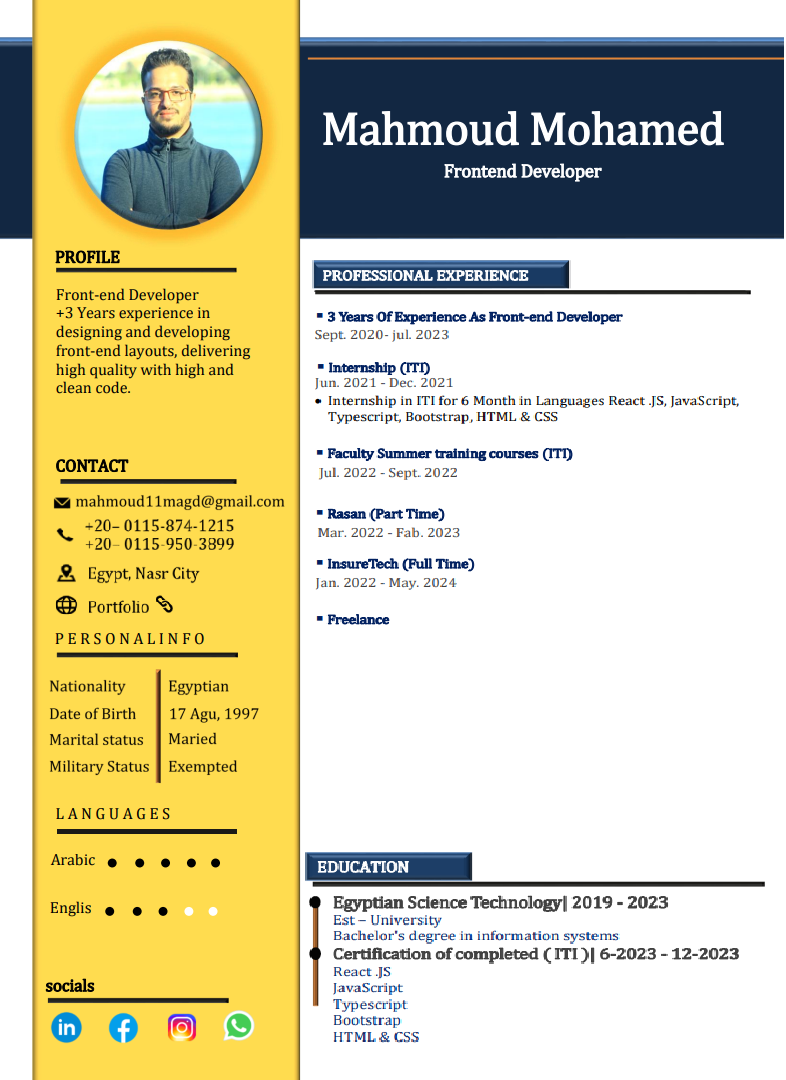 Mahmoud Mohamed
Frontend Developer
PROFILE
Front-end Developer
+3 Years experience in
designing and developing
front-end layouts, delivering
high quality with high and
clean code.
CONTACT
mahmoud11magd@gmail.com
+20– 0115-874-1215
+20– 0115-950-3899
Egypt, Nasr City
Portfolio
PERSONALINFO
Nationality Egyptian
Date of Birth 17 Agu, 1997
Marital status Maried
Military Status Exempted
LANGUAGES
Arabic
Englis
socials
in
PROFESSIONAL EXPERIENCE
▪ 3 Years Of Experience As Front-end Developer
Sept. 2020- jul. 2023
▪ Internship (ITI)
Jun. 2021 - Dec. 2021
• Internship in ITI for 6 Month in Languages React .JS, JavaScript,
Typescript, Bootstrap, HTML & CSS
▪ Faculty Summer training courses (ITI)
Jul. 2022 - Sept. 2022
▪ Rasan (Part Time)
Mar. 2022 - Fab. 2023
▪ InsureTech (Full Time)
Jan. 2022 - May. 2024
▪ Freelance
EDUCATION
Egyptian Science Technology| 2019 - 2023
Est – University
Bachelor's degree in information systems
Certification of completed ( ITI )| 6-2023 - 12-2023
React .JS
JavaScript
Typescript
Bootstrap
HTML & CSS